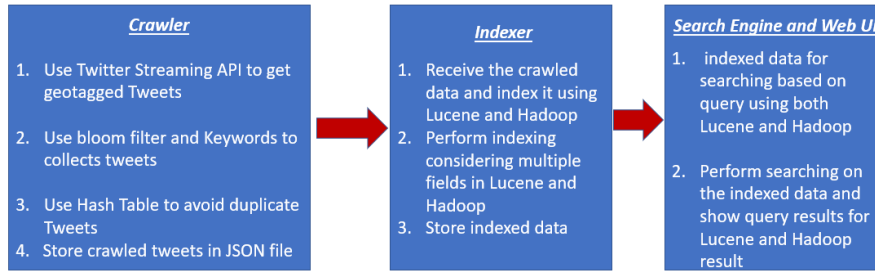 Crawler
1. Use Twitter Streaming API to get
geotagged Tweets
2. Use bloom filter and Keywords to
collects tweets
3. Use Hash Table to avoid duplicate
Tweets
4. Store crawled tweets in JSON file
Indexer
1. Receive the crawled
data and index it using
Lucene and Hadoop
2. Perform indexing
considering multiple
fields in Lucene and
Hadoop
3. Store indexed data
Search Engine and Web UI
1. indexed data for
searching based on
query using both
Lucene and Hadoop
2. Perform searching on
the indexed data and
show query results for
Lucene and Hadoop
result